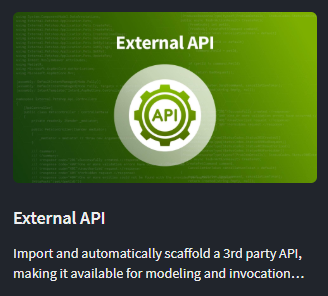 External API
API
External API
Import and automatically scaffold a 3rd party API,
making it available for modeling and invocation...